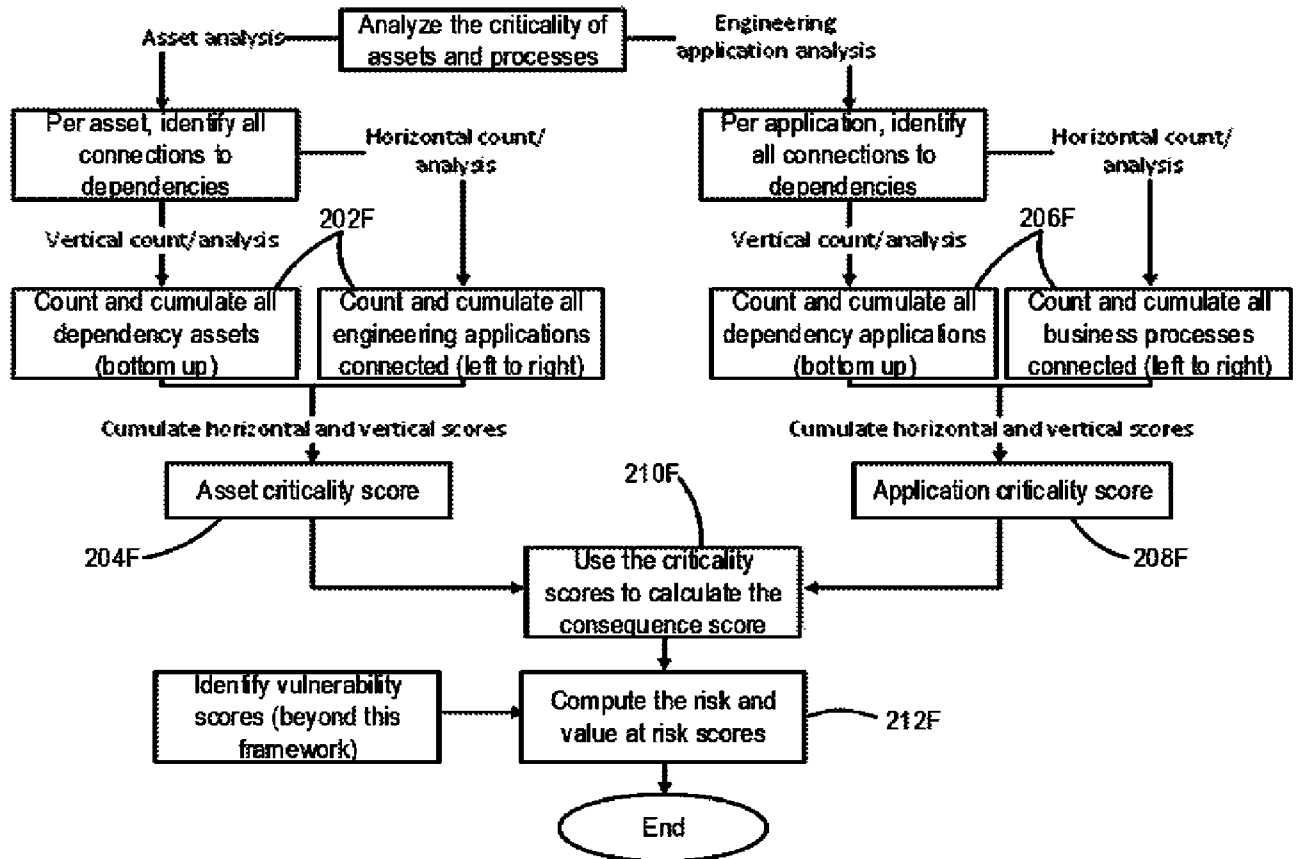 Analyze the criticality of
assets and processes
Asset analysis
Engineering
application analysis
Per asset, identify all
connections to
dependencies
Horizontal count/
analysis
Per application, identify
all connections to
dependencies
Horizontal count/
analysis
202F
Vertical count/analysis
206F
Vertical count/analysis
Count and cumulate all
dependency assets
(bottom up)
Count and cumulate all
engineering applications
connected (left to right)
Count and cumulate all
dependency applications
(bottom up)
Count and cumulate all
business processes
connected (left to right)
Cumulate horizontal and vertical scores
Cumulate horizontal and vertical scores
Asset criticality score
210F
Application criticality score
204F
208F
Use the criticality
scores to calculate the
consequence score
Identify vulnerability
scores (beyond this
framework)
Compute the risk and
value at risk scores
212F
End